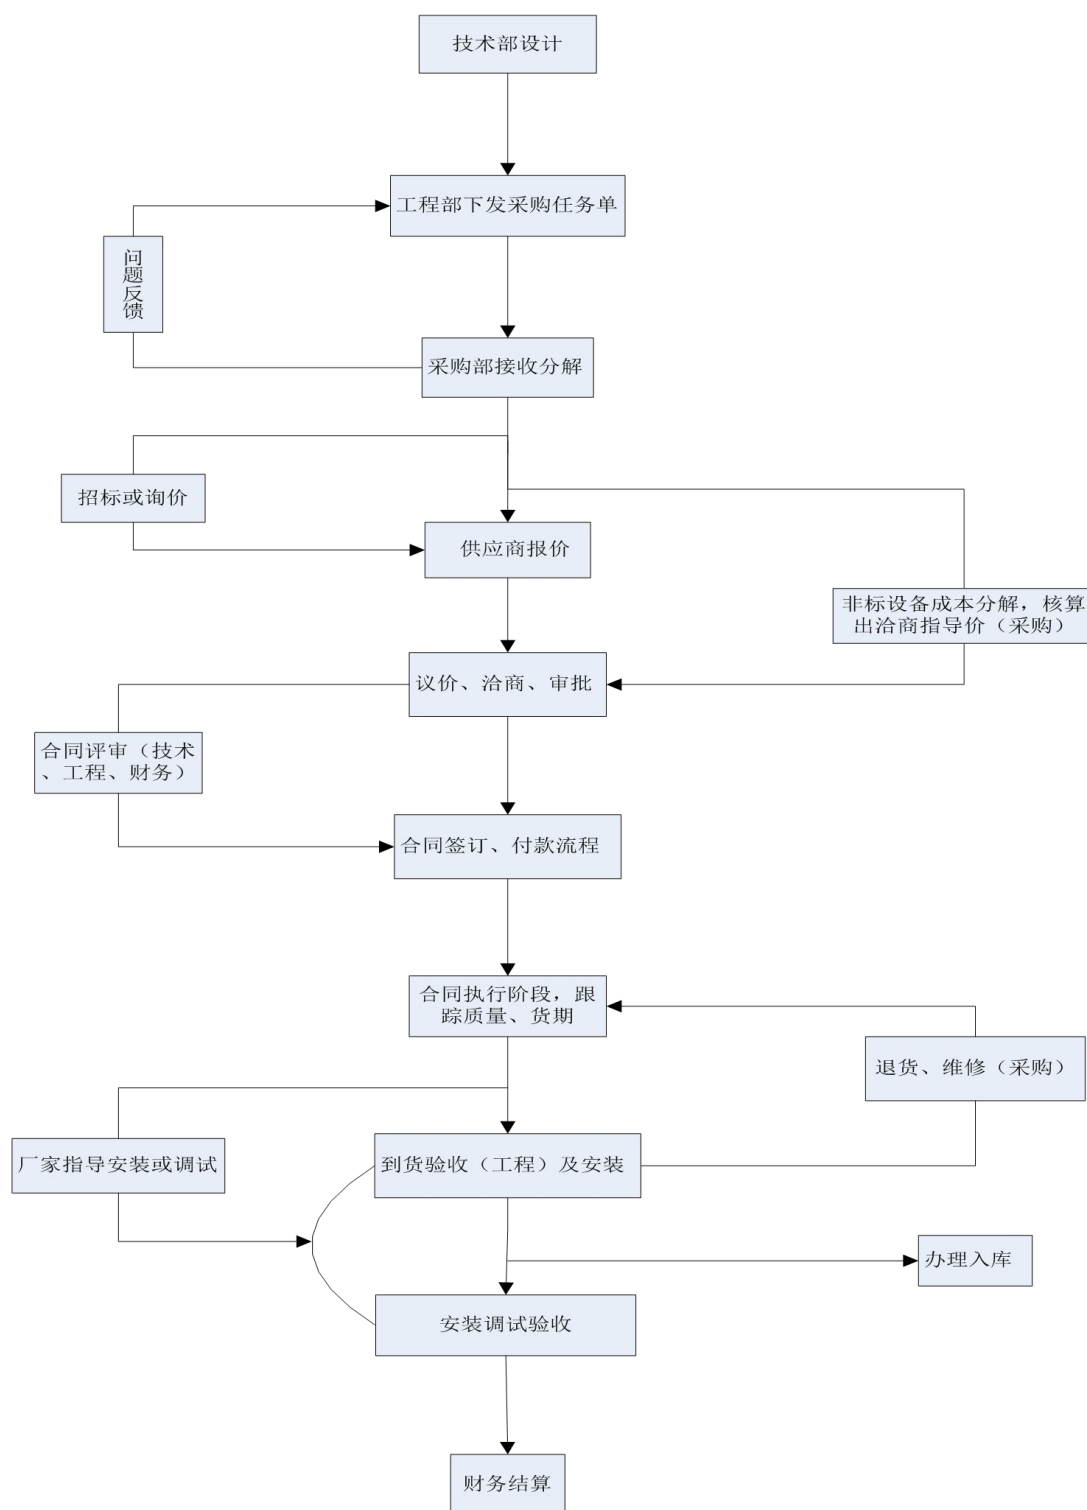 技术部设计
工程部下发采购任务单
问题反馈
采购部接收分解
招标或询价
供应商报价
非标设备成本分解，核算
出洽商指导价（采购）
议价、洽商、审批
合同评审（技术
、工程、财务）
合同签订、付款流程
合同执行阶段，跟
踪质量、货期
退货、维修（采购）
厂家指导安装或调试
到货验收（工程）及安装
办理入库
安装调试验收
财务结算